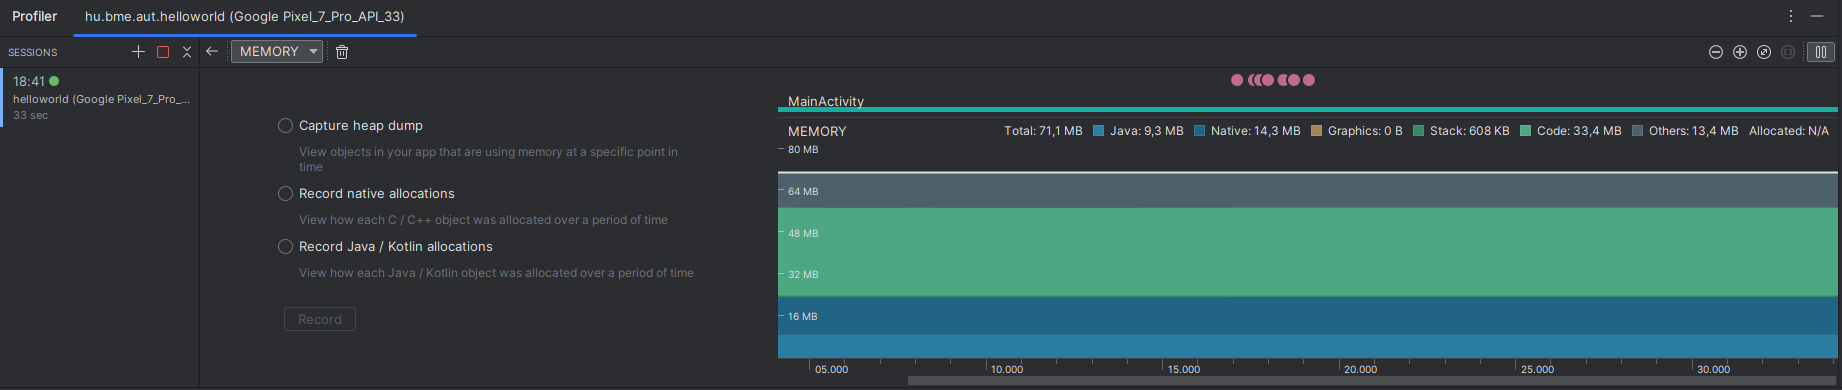 Profiler
hu.bme.aut.helloworld (Google Pixel_7_Pro_API_33)
SESSIONS
MEMORY
18:41
helloworld (Google Pixel_7_Pro_...
33 sec
Capture heap dump
View objects in your app that are using memory at a specific point in
time
Record native allocations
View how each C / C++ object was allocated over a period of time
Record Java / Kotlin allocations
View how each Java / Kotlin object was allocated over a period of time
Record
MainActivity
MEMORY
Total: 71,1 MB Java: 9,3 MB Native: 14,3 MB Graphics: 0 B Stack: 608 KB Code: 33,4 MB Others: 13,4 MB Allocated: N/A
80 MB
64 MB
48 MB
32 MB
16 MB
05.000 10.000 15.000 20.000 25.000 30.000